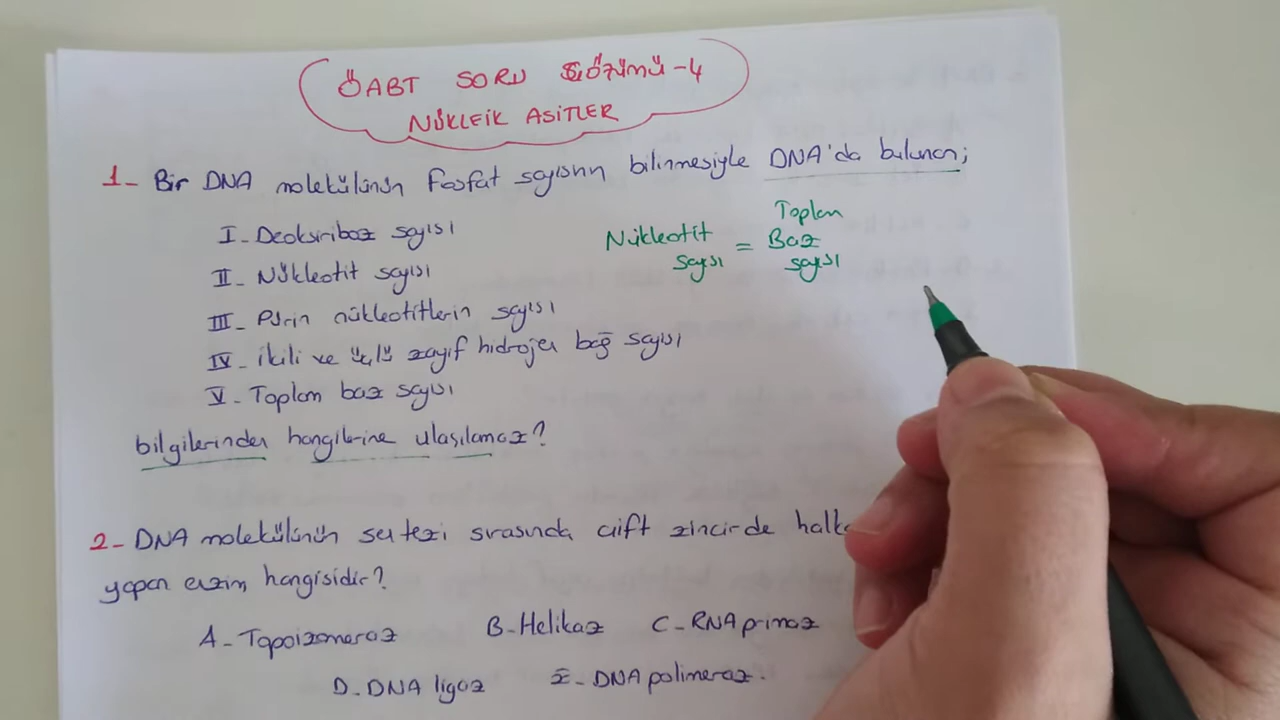 ÖABT SORU ÇÖZÜMÜ-4
NÜKLEİK ASİTLER
1- Bir DNA molekülünün fosfat sayısının bilinmesiyle DNA'da bulunan;
I- Deoksiriboz sayısı
II- Nükleotit sayısı
III- Pürin nükleotitlerin sayısı
IV- İkili ve üçlü zayıf hidrojen bağ sayısı
V- Toplam baz sayısı
Nükleotit sayısı = Toplam Baz sayısı
bilgilerinden hangilerine ulaşılamaz?
2- DNA molekülünün sentezi sırasında çift zincirde
yapan enzim hangisidir?
A- Topoizomeraz B- Helikaz C- RNA primaz
D- DNA ligaz E- DNA polimeraz.